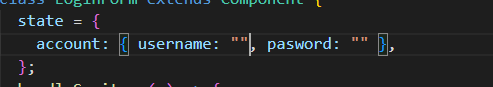 class LoginForm extends Component {
state = {
account: { username: "", pasword: "" },
};